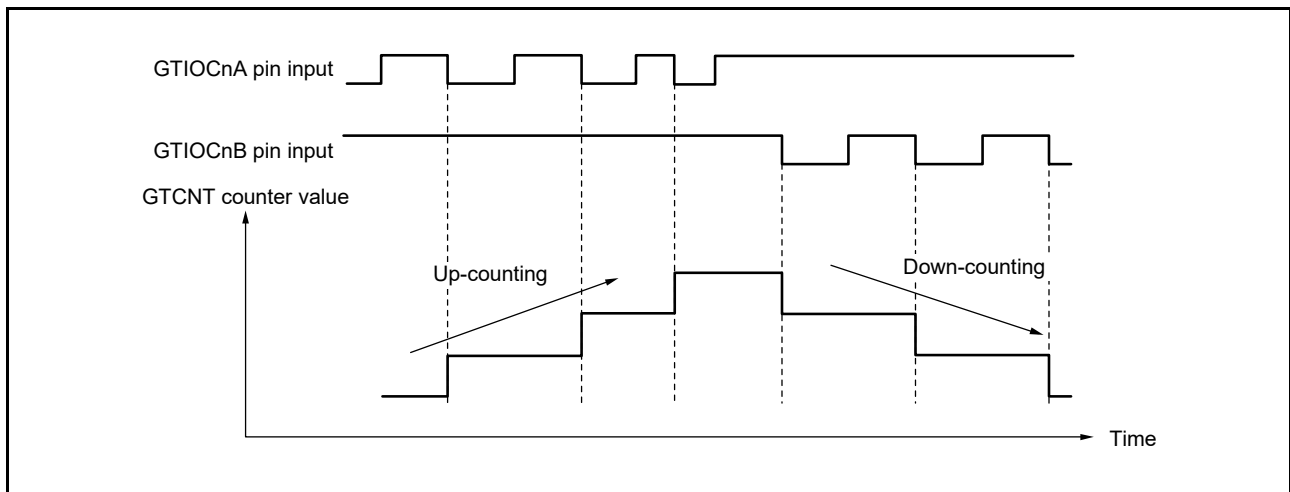 GTIOCnA pin input
GTIOCnB pin input
GTCNT counter value
Up-counting
Down-counting
Time